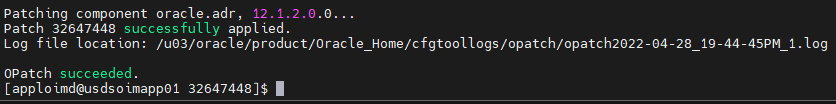 Patching component oracle.adr, 12.1.2.0.0...
Patch 32647448 successfully applied.
Log file location: /u03/oracle/product/Oracle_Home/cfgtoollogs/opatch/opatch2022-04-28_19-44-45PM_1.log
OPatch succeeded.
[apploimd@usdsoimapp01 32647448]$